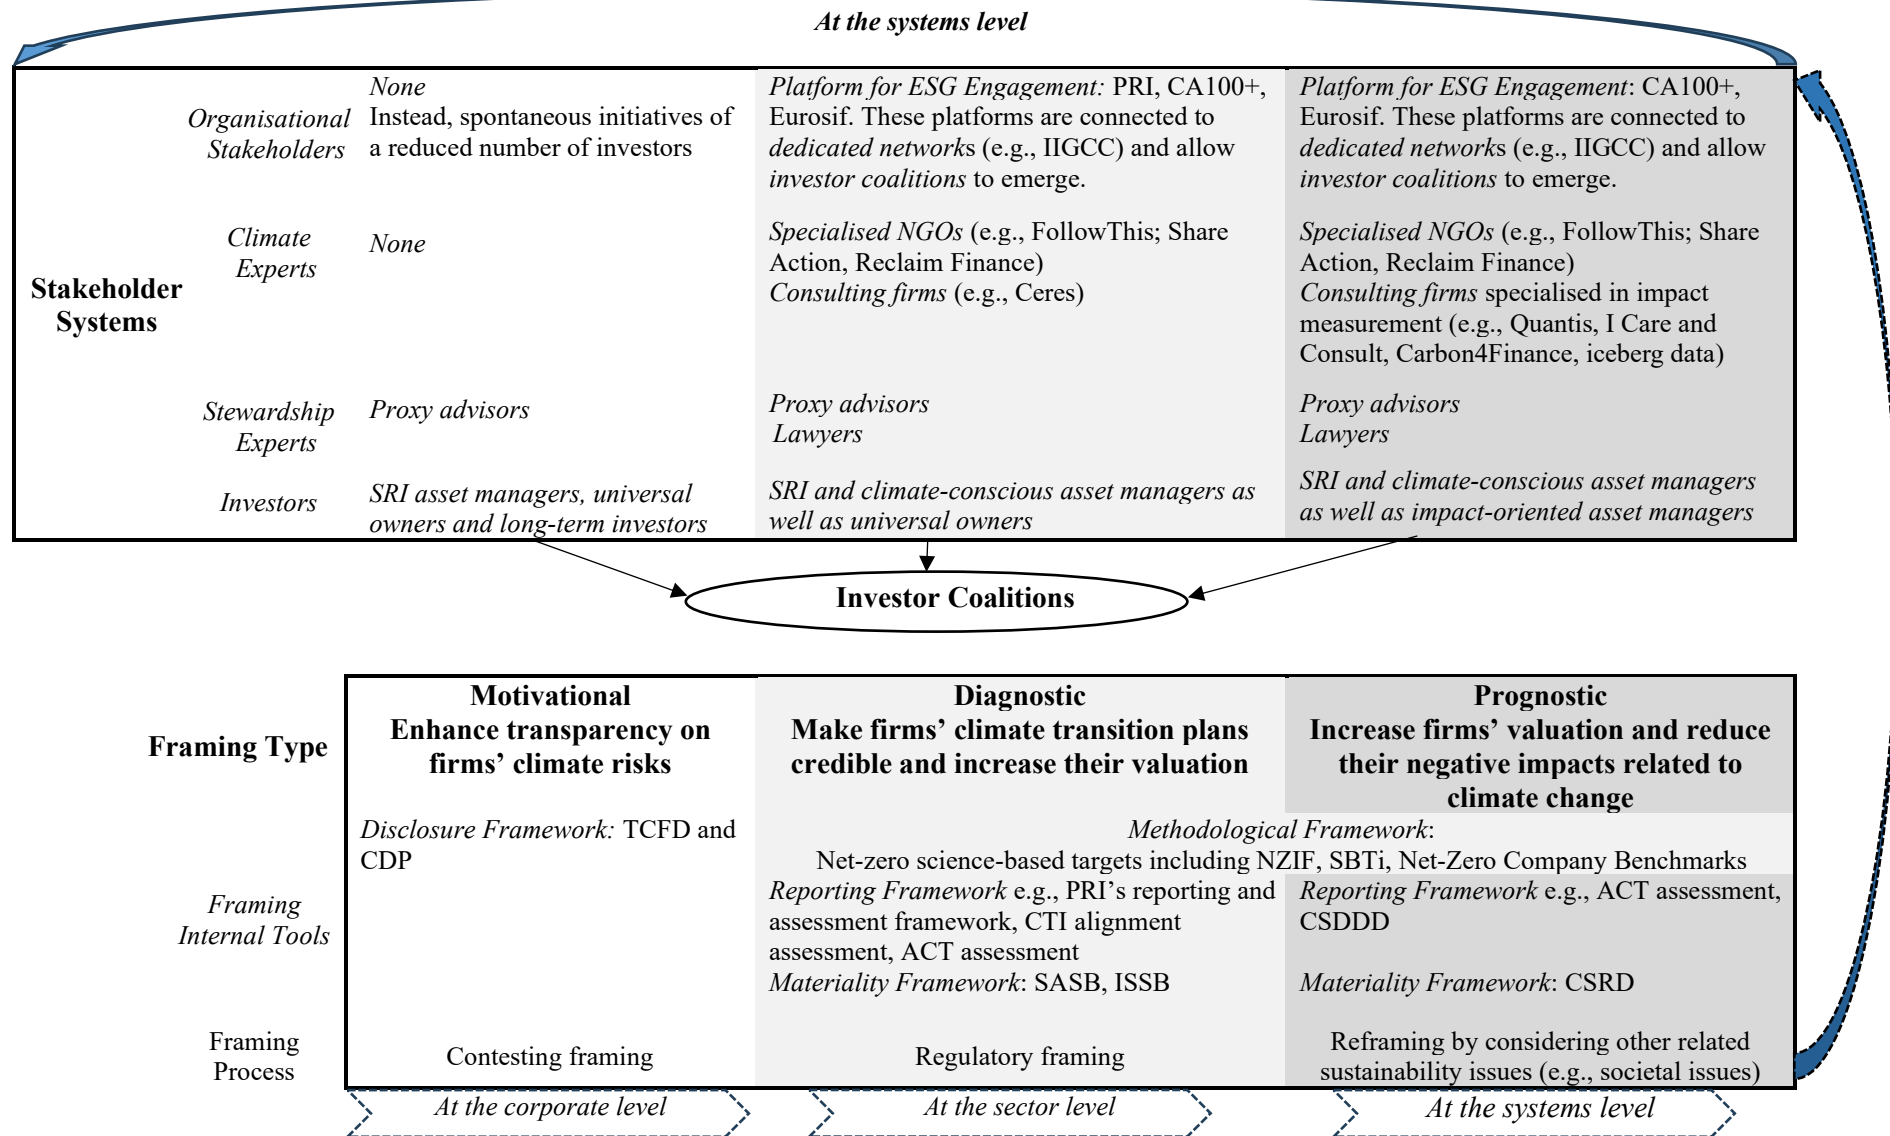 At the systems level
Organisational
Stakeholders
None
Instead, spontaneous initiatives of
a reduced number of investors
Platform for ESG Engagement: PRI, CA100+,
Eurosif. These platforms are connected to
dedicated networks (e.g., IIGCC) and allow
investor coalitions to emerge.
Platform for ESG Engagement: CA100+,
Eurosif. These platforms are connected to
dedicated networks (e.g., IIGCC) and allow
investor coalitions to emerge.
Stakeholder
Systems
Climate
Experts
None
Specialised NGOs (e.g., FollowThis; Share
Action, Reclaim Finance)
Consulting firms (e.g., Ceres)
Specialised NGOs (e.g., FollowThis; Share
Action, Reclaim Finance)
Consulting firms specialised in impact
measurement (e.g., Quantis, I Care and
Consult, Carbon4Finance, iceberg data)
Stewardship
Experts
Proxy advisors
Proxy advisors
Lawyers
Proxy advisors
Lawyers
Investors
SRI asset managers, universal
owners and long-term investors
SRI and climate-conscious asset managers as
well as universal owners
SRI and climate-conscious asset managers
as well as impact-oriented asset managers
Investor Coalitions
Framing Type
Motivational
Enhance transparency on
firms’ climate risks
Diagnostic
Make firms’ climate transition plans
credible and increase their valuation
Prognostic
Increase firms’ valuation and reduce
their negative impacts related to
climate change
Framing
Internal Tools
Disclosure Framework: TCFD and
CDP
Methodological Framework:
Net-zero science-based targets including NZIF, SBTi, Net-Zero Company Benchmarks
Reporting Framework e.g., PRI’s reporting and
assessment framework, CTI alignment
assessment, ACT assessment
Materiality Framework: SASB, ISSB
Reporting Framework e.g., ACT assessment,
CSDDD
Materiality Framework: CSRD
Framing
Process
Contesting framing
Regulatory framing
Reframing by considering other related
sustainability issues (e.g., societal issues)
At the corporate level
At the sector level
At the systems level